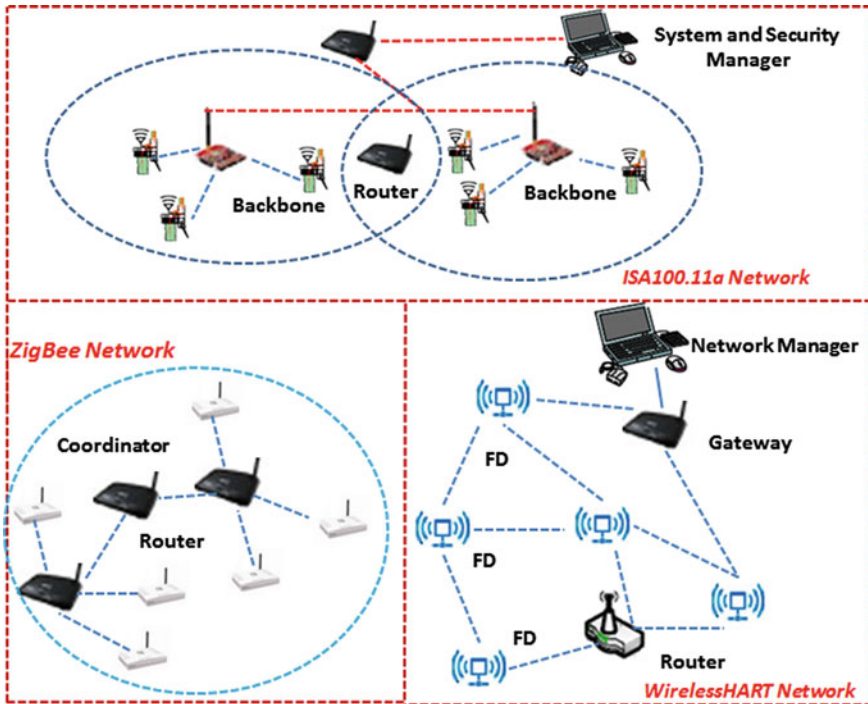 System and Security
Manager
Backbone
Router
Backbone
ISA100.11a Network
ZigBee Network
Coordinator
Router
Network Manager
Gateway
FD
FD
FD
Router
WirelessHART Network